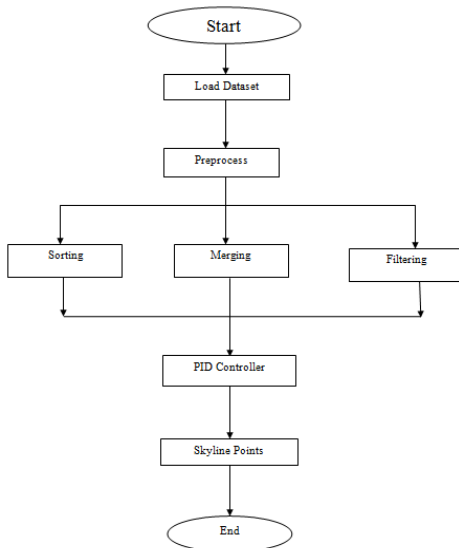 Start
Load Dataset
Preprocess
Sorting
Merging
Filtering
PID Controller
Skyline Points
End